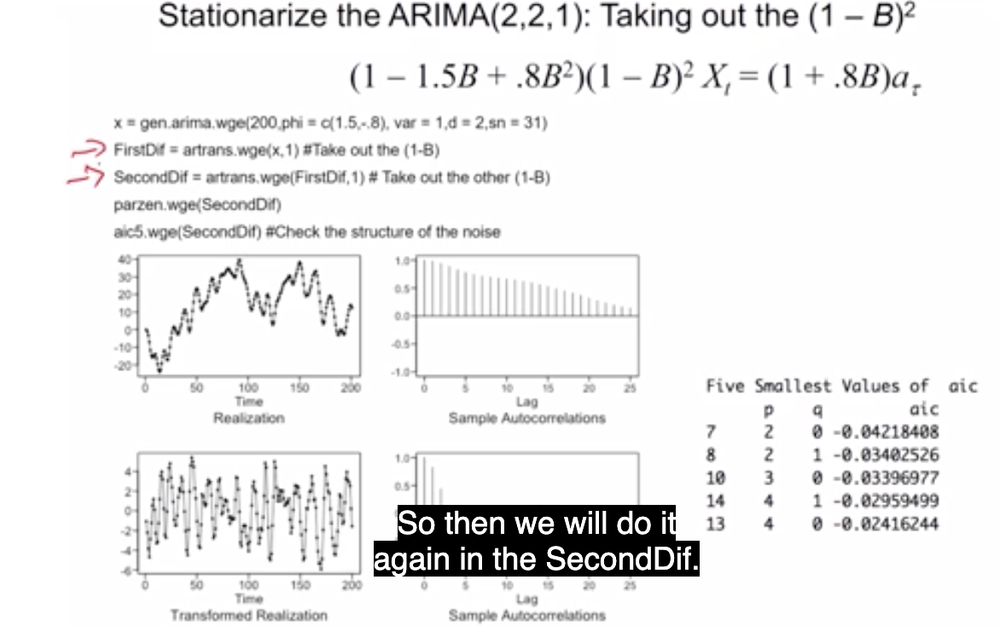 Stationarize the ARIMA(2,2,1): Taking out the (1 – B)²
(1 – 1.5B + .8B²)(1 – B)² Xₜ = (1 + .8B)a_τ
x = gen.arima.wge(200,phi = c(1.5,-.8), var = 1,d = 2,sn = 31)
FirstDif = artrans.wge(x,1) #Take out the (1-B)
SecondDif = artrans.wge(FirstDif,1) # Take out the other (1-B)
parzen.wge(SecondDif)
aic5.wge(SecondDif) #Check the structure of the noise
40
30
20
10
0
-10
-20
0 50 100 150 200
Time
Realization
1.0
0.5
0.0
-0.5
-1.0
0 5 10 15 20 25
Lag
Sample Autocorrelations
Five Smallest Values of aic
p q aic
7 2 0 -0.04218408
8 2 1 -0.03402526
10 3 0 -0.03396977
14 4 1 -0.02959499
13 4 0 -0.02416244
4
2
0
-2
-4
-6
0 50 100 150 200
Time
Transformed Realization
1.0
0.5
So then we will do it
again in the SecondDif.
0 5 10 15 20 25
Lag
Sample Autocorrelations